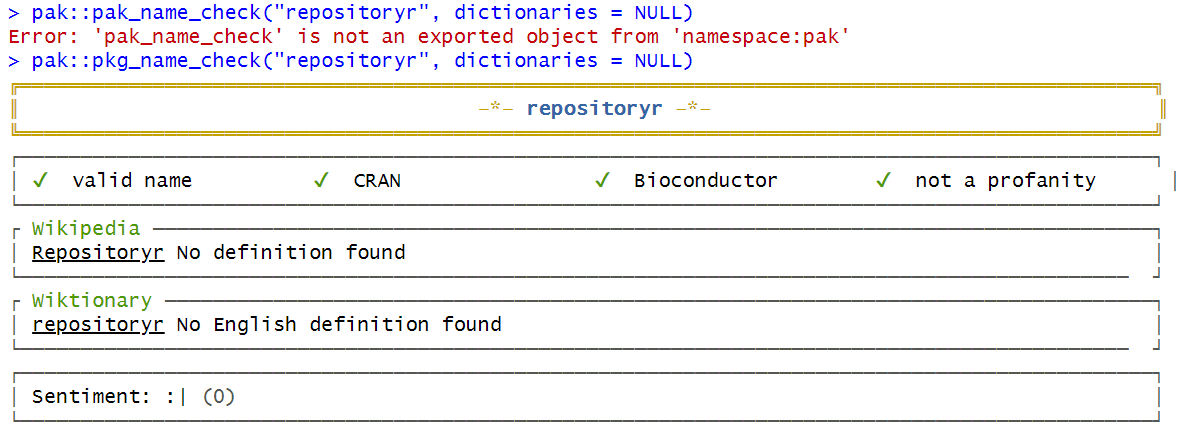 > pak::pak_name_check("repositoryr", dictionaries = NULL)
Error: 'pak_name_check' is not an exported object from 'namespace:pak'
> pak::pkg_name_check("repositoryr", dictionaries = NULL)
-*- repositoryr -*-
✔ valid name ✔ CRAN ✔ Bioconductor ✔ not a profanity
Wikipedia
Repositoryr No definition found
Wiktionary
repositoryr No English definition found
Sentiment: :| (0)